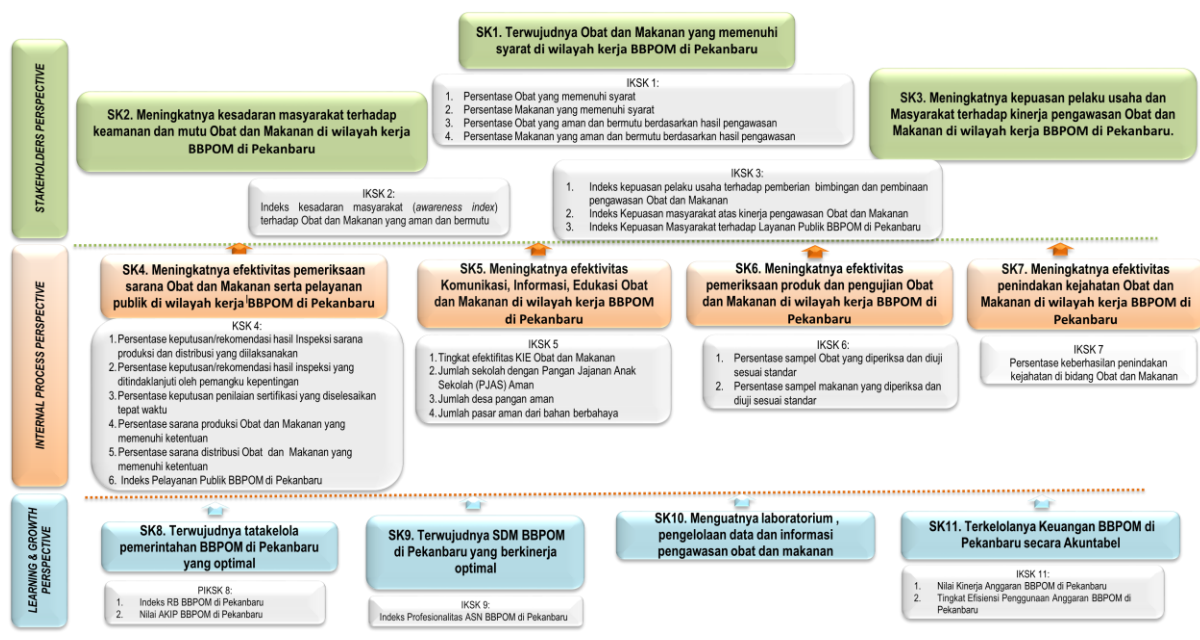 STAKEHOLDERS PERSPECTIVE
SK1. Terwujudnya Obat dan Makanan yang memenuhi
syarat di wilayah kerja BBPOM di Pekanbaru
IKSK 1:
1. Persentase Obat yang memenuhi syarat
2. Persentase Makanan yang memenuhi syarat
3. Persentase Obat yang aman dan bermutu berdasarkan hasil pengawasan
4. Persentase Makanan yang aman dan bermutu berdasarkan hasil pengawasan
SK2. Meningkatnya kesadaran masyarakat terhadap
keamanan dan mutu Obat dan Makanan di wilayah kerja
BBPOM di Pekanbaru
IKSK 2:
Indeks kesadaran masyarakat (awareness index)
terhadap Obat dan Makanan yang aman dan bermutu
SK3. Meningkatnya kepuasan pelaku usaha dan
Masyarakat terhadap kinerja pengawasan Obat dan
Makanan di wilayah kerja BBPOM di Pekanbaru.
IKSK 3:
1. Indeks kepuasan pelaku usaha terhadap pemberian bimbingan dan pembinaan
pengawasan Obat dan Makanan
2. Indeks Kepuasan masyarakat atas kinerja pengawasan Obat dan Makanan
3. Indeks Kepuasan Masyarakat terhadap Layanan Publik BBPOM di Pekanbaru
INTERNAL PROCESS PERSPECTIVE
SK4. Meningkatnya efektivitas pemeriksaan
sarana Obat dan Makanan serta pelayanan
publik di wilayah kerja BBPOM di Pekanbaru
KSK 4:
1. Persentase keputusan/rekomendasi hasil Inspeksi sarana
produksi dan distribusi yang diilaksanakan
2. Persentase keputusan/rekomendasi hasil inspeksi yang
ditindaklanjuti oleh pemangku kepentingan
3. Persentase keputusan penilaian sertifikasi yang diselesaikan
tepat waktu
4. Persentase sarana produksi Obat dan Makanan yang
memenuhi ketentuan
5. Persentase sarana distribusi Obat dan Makanan yang
memenuhi ketentuan
6. Indeks Pelayanan Publik BBPOM di Pekanbaru
SK5. Meningkatnya efektivitas
Komunikasi, Informasi, Edukasi Obat
dan Makanan di wilayah kerja BBPOM
di Pekanbaru
IKSK 5
1. Tingkat efektifitas KIE Obat dan Makanan
2. Jumlah sekolah dengan Pangan Jajanan Anak
Sekolah (PJAS) Aman
3. Jumlah desa pangan aman
4. Jumlah pasar aman dari bahan berbahaya
SK6. Meningkatnya efektivitas
pemeriksaan produk dan pengujian Obat
dan Makanan di wilayah kerja BBPOM di
Pekanbaru
IKSK 6:
1. Persentase sampel Obat yang diperiksa dan diuji
sesuai standar
2. Persentase sampel makanan yang diperiksa dan
diuji sesuai standar
SK7. Meningkatnya efektivitas
penindakan kejahatan Obat dan
Makanan di wilayah kerja BBPOM di
Pekanbaru
IKSK 7
Persentase keberhasilan penindakan
kejahatan di bidang Obat dan Makanan
LEARNING & GROWTH
PERSPECTIVE
SK8. Terwujudnya tatakelola
pemerintahan BBPOM di Pekanbaru
yang optimal
PIKSK 8:
1. Indeks RB BBPOM di Pekanbaru
2. Nilai AKIP BBPOM di Pekanbaru
SK9. Terwujudnya SDM BBPOM
di Pekanbaru yang berkinerja
optimal
IKSK 9:
Indeks Profesionalitas ASN BBPOM di Pekanbaru
SK10. Menguatnya laboratorium ,
pengelolaan data dan informasi
pengawasan obat dan makanan
SK11. Terkelolanya Keuangan BBPOM di
Pekanbaru secara Akuntabel
IKSK 11:
1. Nilai Kinerja Anggaran BBPOM di Pekanbaru
2. Tingkat Efisiensi Penggunaan Anggaran BBPOM di
Pekanbaru